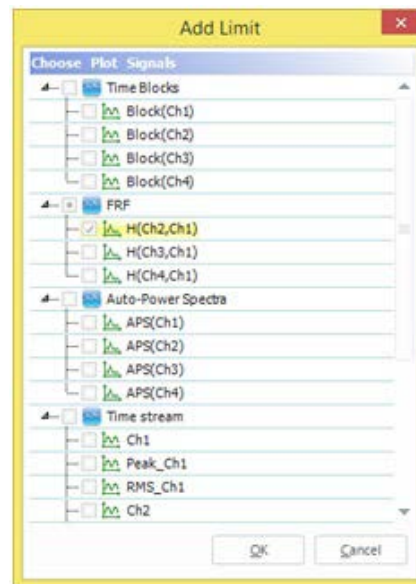 Add Limit
Choose Plot Signals
Time Blocks
Block(Ch1)
Block(Ch2)
Block(Ch3)
Block(Ch4)
FRF
H(Ch2,Ch1)
H(Ch3,Ch1)
H(Ch4,Ch1)
Auto-Power Spectra
APS(Ch1)
APS(Ch2)
APS(Ch3)
APS(Ch4)
Time stream
Ch1
Peak_Ch1
RMS_Ch1
Ch2
OK Cancel